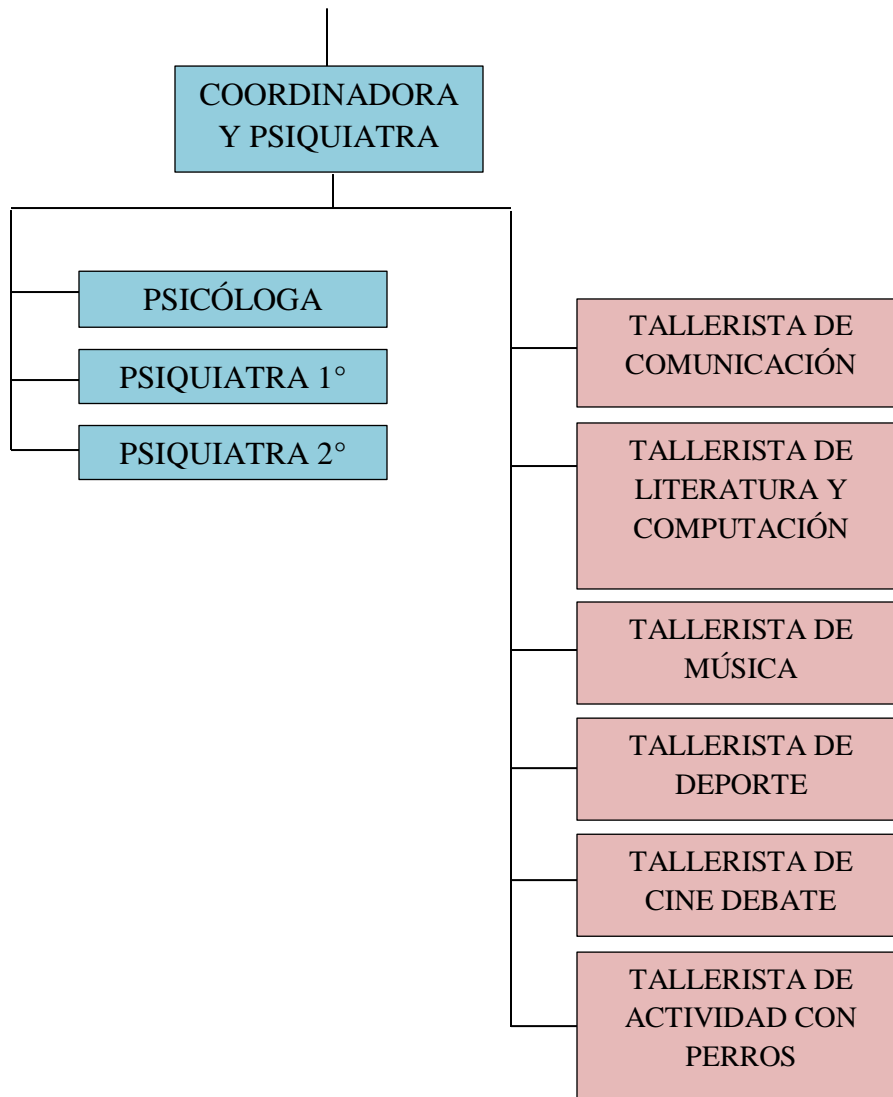 COORDINADORA
Y PSIQUIATRA
PSICÓLOGA
PSIQUIATRA 1°
PSIQUIATRA 2°
TALLERISTA DE
COMUNICACIÓN
TALLERISTA DE
LITERATURA Y
COMPUTACIÓN
TALLERISTA DE
MÚSICA
TALLERISTA DE
DEPORTE
TALLERISTA DE
CINE DEBATE
TALLERISTA DE
ACTIVIDAD CON
PERROS